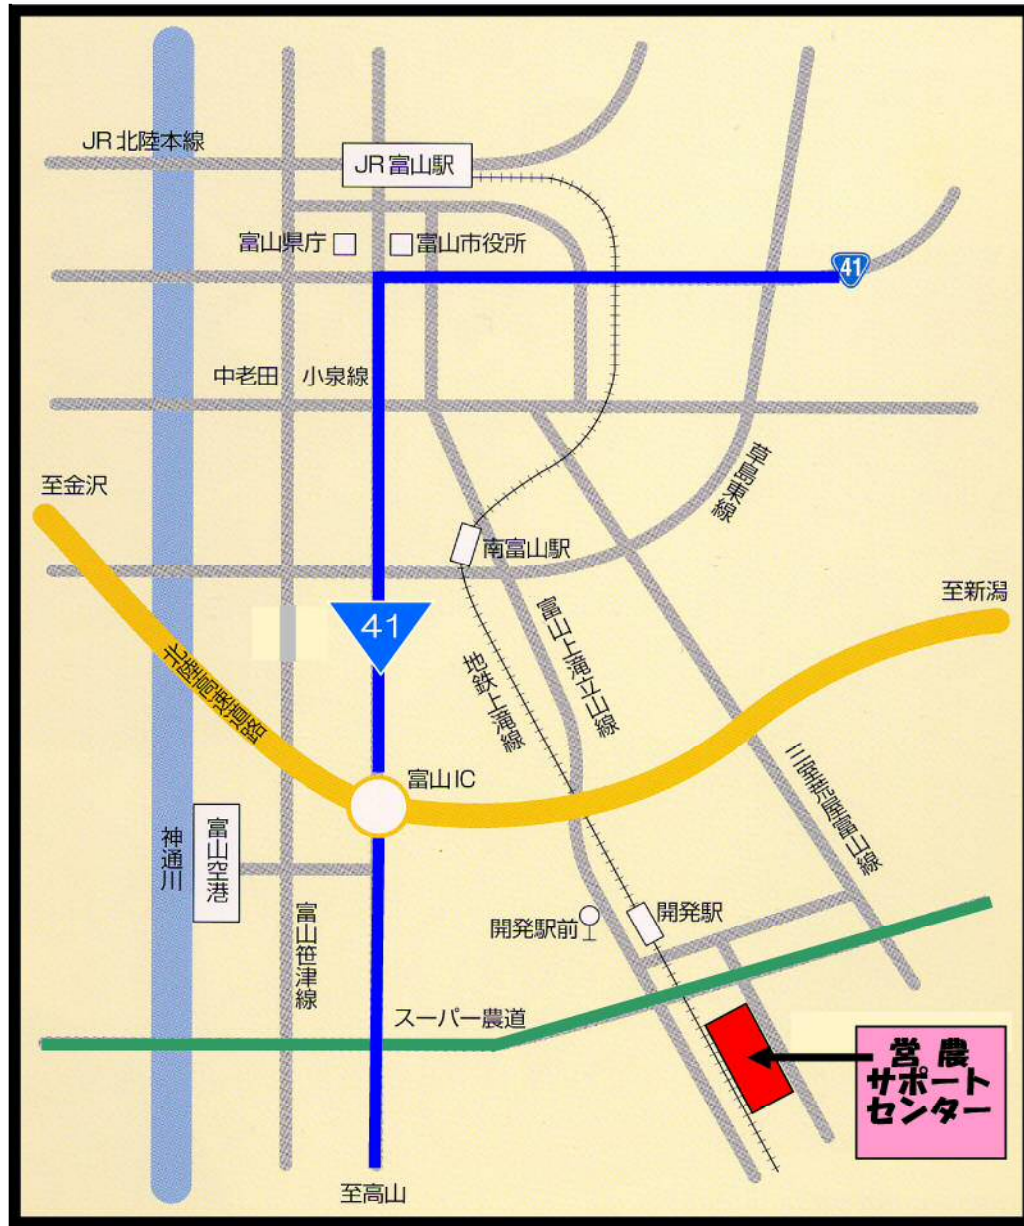 JR北陸本線
JR富山駅
富山県庁
富山市役所
41
中老田 小泉線
草島東線
至金沢
南富山駅
至新潟
41
富山上滝立山線
地鉄上滝線
北陸高速道路
富山IC
三室荒屋富山線
神通川
富山空港
富山笹津線
開発駅前
開発駅
スーパー農道
営農
サポート
センター
至高山